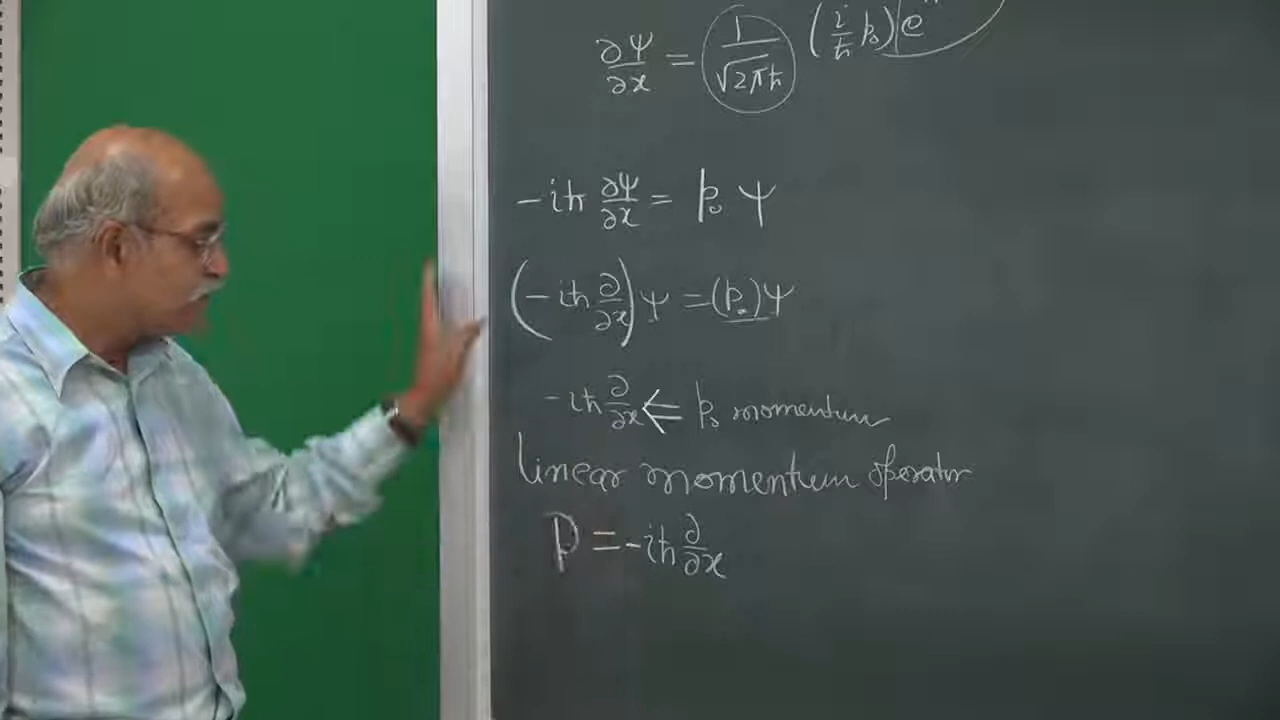 ∂Ψ/∂x = 1/√2πħ (i/ħ p₀) e
-iħ ∂Ψ/∂x = p₀ Ψ
(-iħ ∂/∂x) Ψ = (p₀) Ψ
-iħ ∂/∂x ⇐ p₀ momentum
linear momentum operator
P = -iħ ∂/∂x